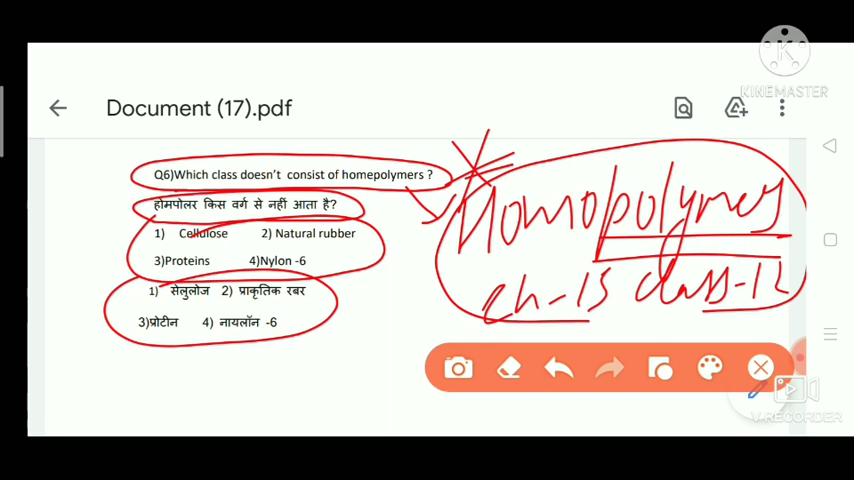 KINEMASTER
Document (17).pdf
Q6)Which class doesn't consist of homepolymers ?
होमपोलर किस वर्ग से नहीं आता है?
1) Cellulose 2) Natural rubber
3)Proteins 4)Nylon -6
1) सेलुलोज 2) प्राकृतिक रबर
3)प्रोटीन 4) नायलॉन -6
Homopolymers
ch-15 class-12
V-RECORDER